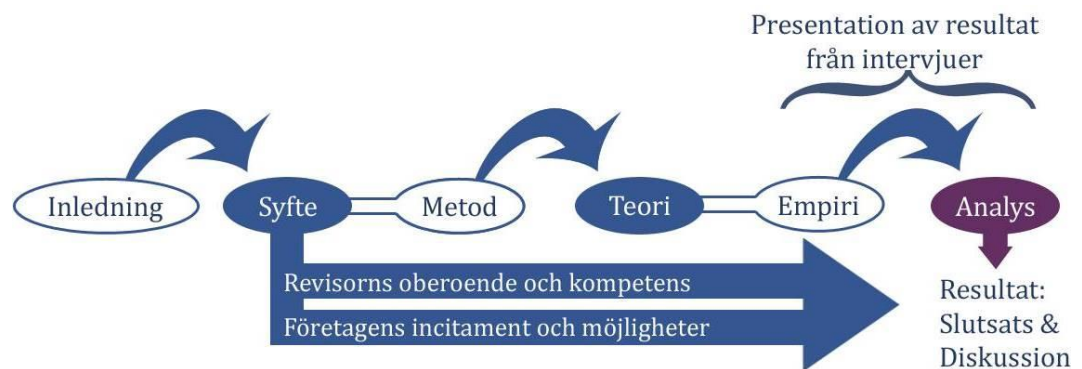 Presentation av resultat
från intervjuer
Inledning
Syfte
Metod
Teori
Empiri
Analys
Revisorns oberoende och kompetens
Företagens incitament och möjligheter
Resultat:
Slutsats &
Diskussion